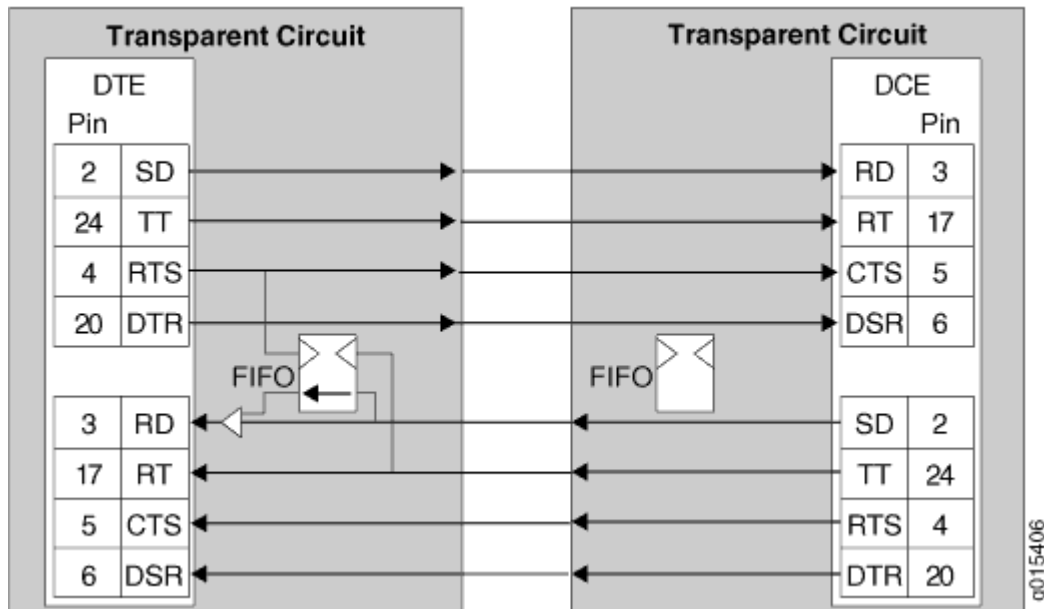 Transparent Circuit
Transparent Circuit
DTE
Pin
2 SD
24 TT
4 RTS
20 DTR
FIFO
3 RD
17 RT
5 CTS
6 DSR
DCE
Pin
RD 3
RT 17
CTS 5
DSR 6
FIFO
SD 2
TT 24
RTS 4
DTR 20
g015406